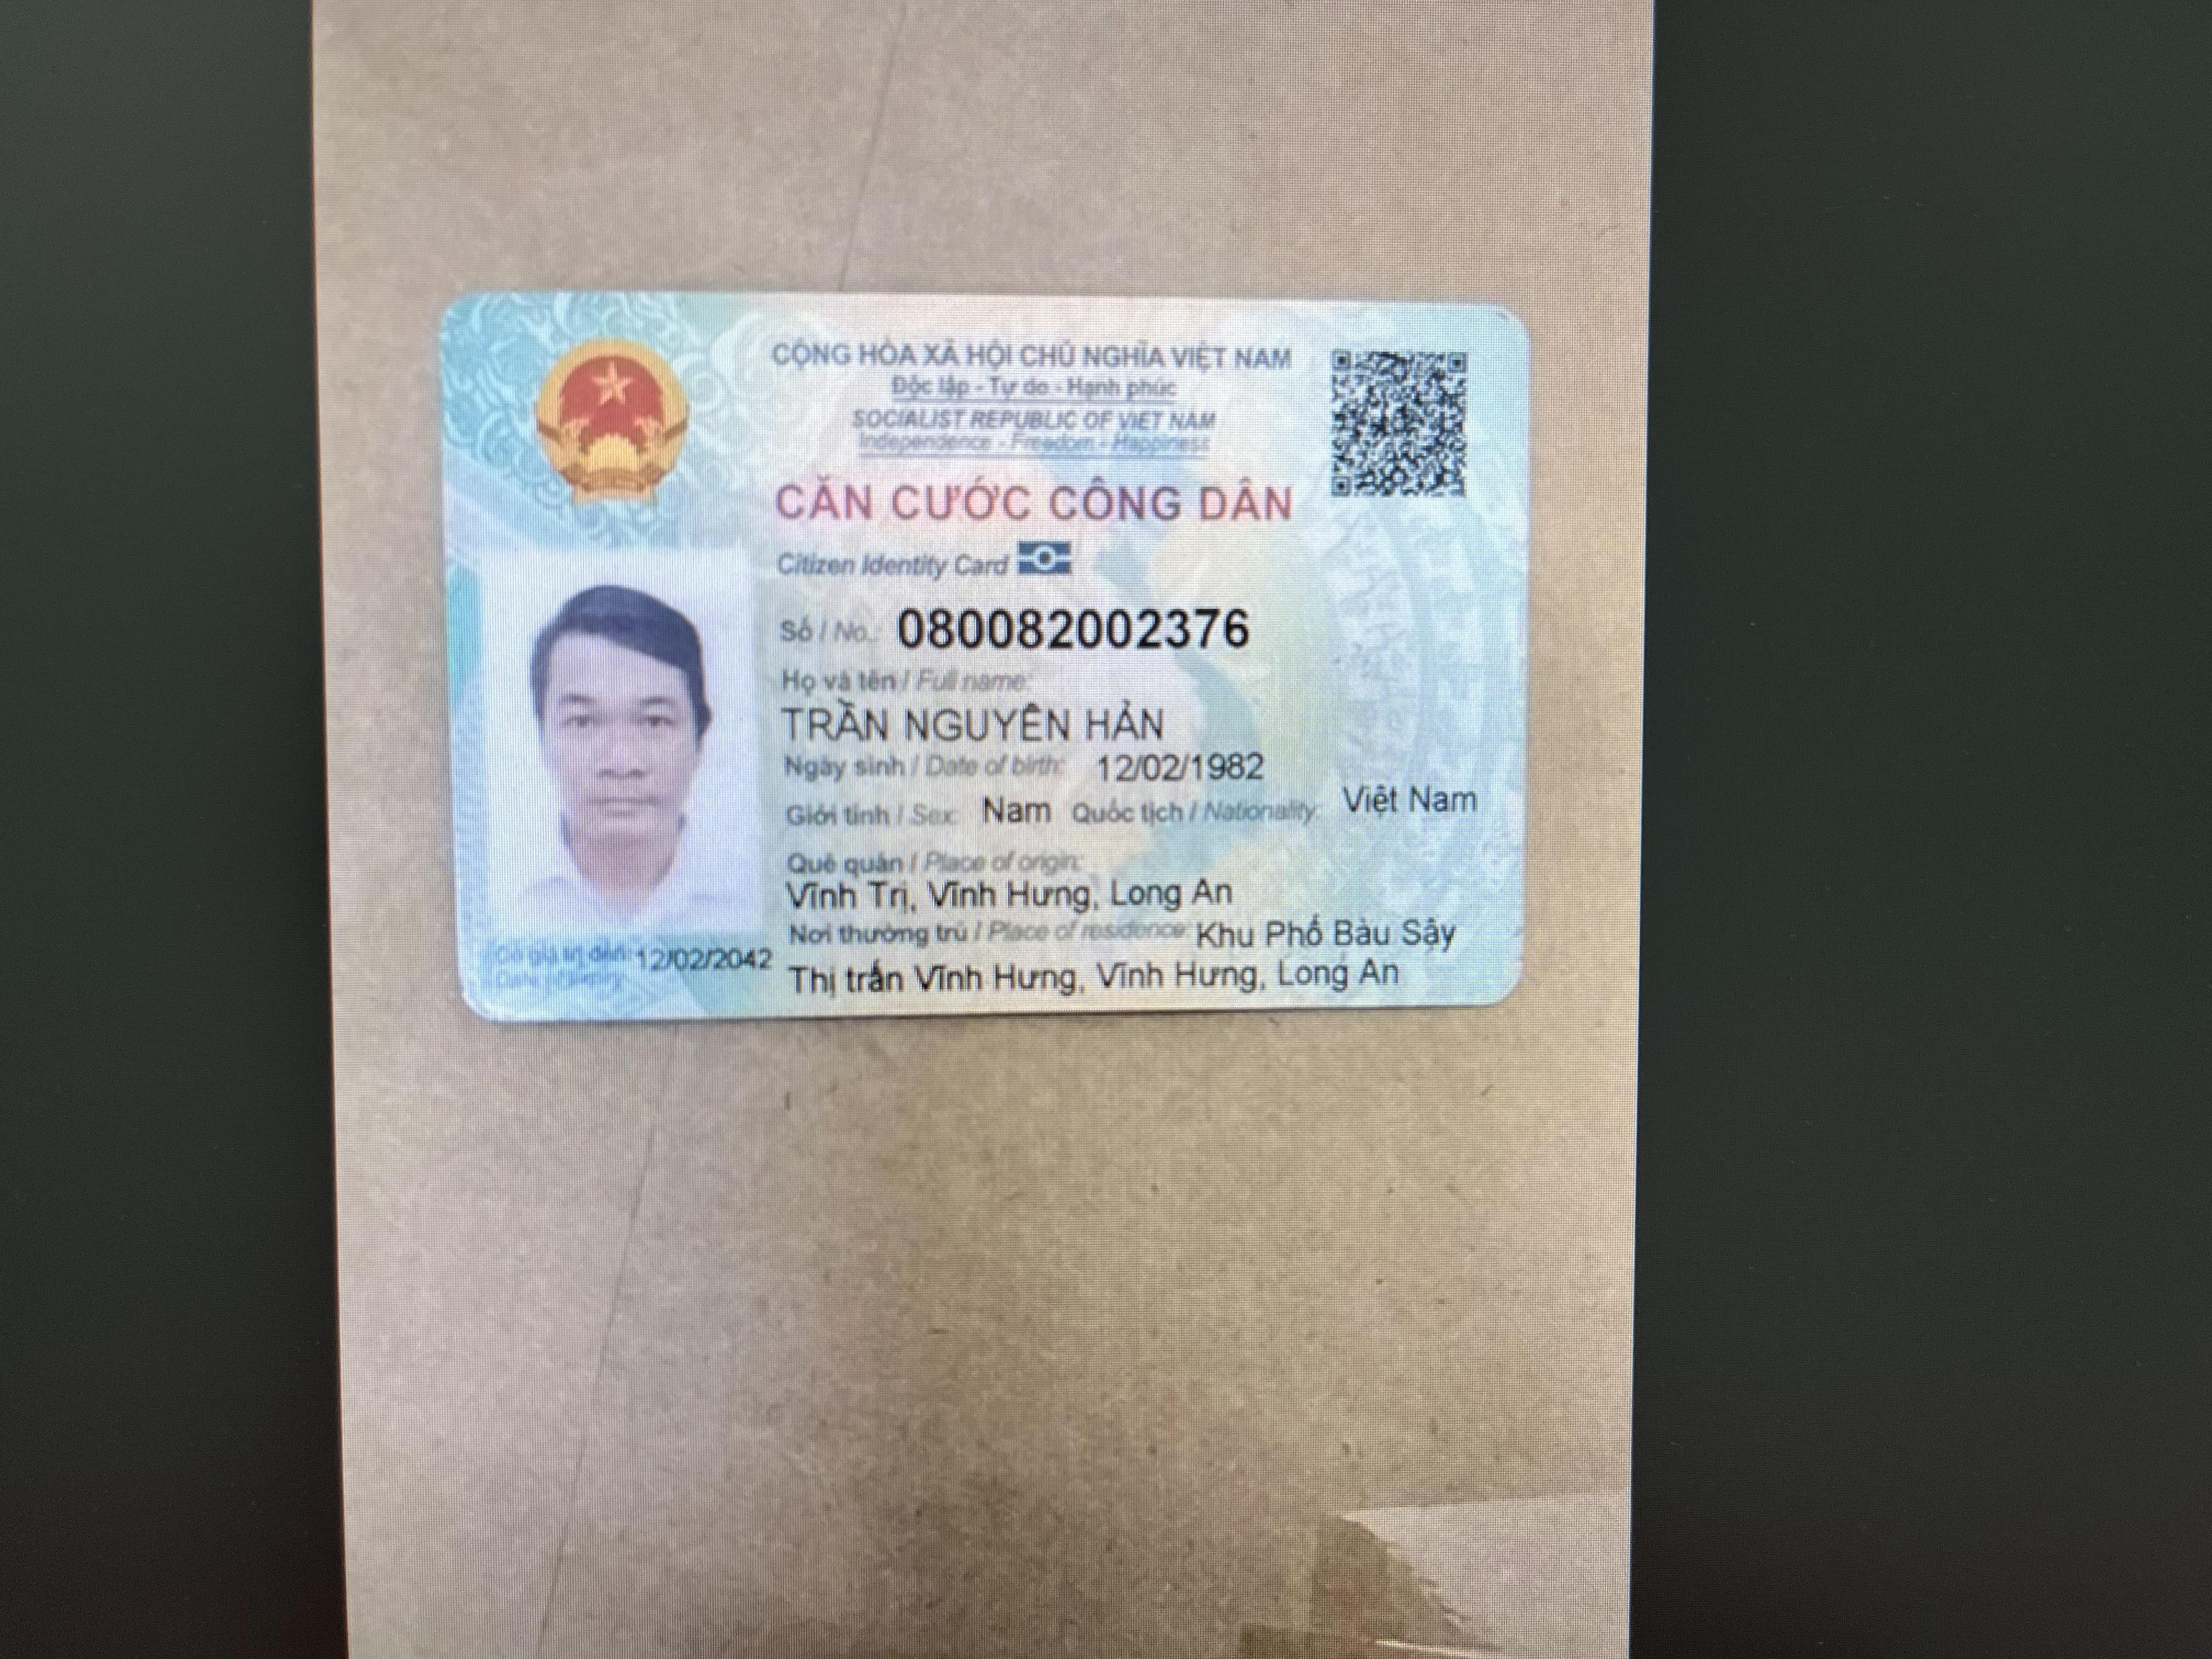 CỘNG HÒA XÃ HỘI CHỦ NGHĨA VIỆT NAM
Độc lập - Tự do - Hạnh phúc
SOCIALIST REPUBLIC OF VIET NAM
Independence - Freedom - Happiness
CĂN CƯỚC CÔNG DÂN
Citizen Identity Card
Số / No.: 080082002376
Họ và tên / Full name:
TRẦN NGUYÊN HẢN
Ngày sinh / Date of birth: 12/02/1982
Giới tính / Sex: Nam Quốc tịch / Nationality: Việt Nam
Quê quán / Place of origin:
Vĩnh Trị, Vĩnh Hưng, Long An
Nơi thường trú / Place of residence: Khu Phố Bàu Sậy
Thị trấn Vĩnh Hưng, Vĩnh Hưng, Long An
Có giá trị đến: 12/02/2042